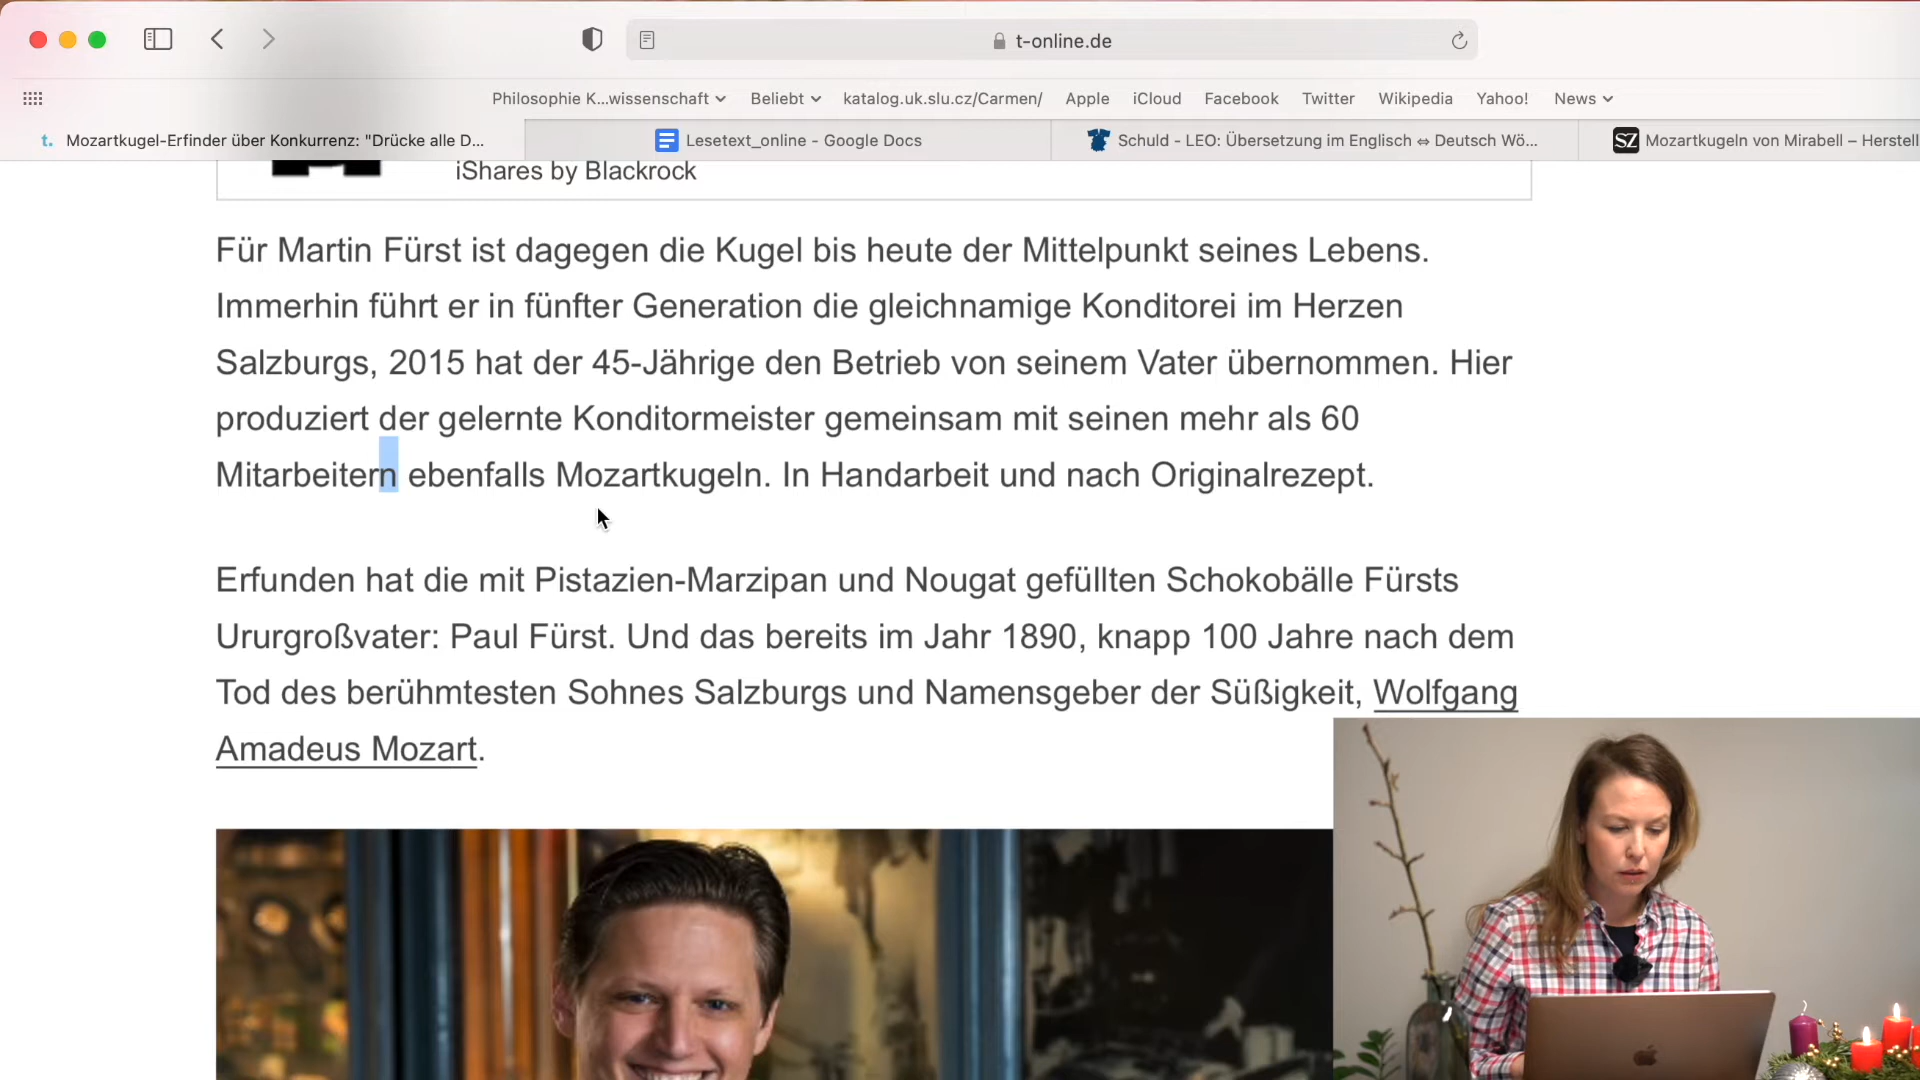 t-online.de
Philosophie K...wissenschaft Beliebt katalog.uk.slu.cz/Carmen/ Apple iCloud Facebook Twitter Wikipedia Yahoo! News
t. Mozartkugel-Erfinder über Konkurrenz: "Drücke alle D... Lesetext_online - Google Docs Schuld - LEO: Übersetzung im Englisch ⇔ Deutsch Wö... SZ Mozartkugeln von Mirabell – Herstell
iShares by Blackrock
Für Martin Fürst ist dagegen die Kugel bis heute der Mittelpunkt seines Lebens.
Immerhin führt er in fünfter Generation die gleichnamige Konditorei im Herzen
Salzburgs, 2015 hat der 45-Jährige den Betrieb von seinem Vater übernommen. Hier
produziert der gelernte Konditormeister gemeinsam mit seinen mehr als 60
Mitarbeitern ebenfalls Mozartkugeln. In Handarbeit und nach Originalrezept.
Erfunden hat die mit Pistazien-Marzipan und Nougat gefüllten Schokobälle Fürsts
Ururgroßvater: Paul Fürst. Und das bereits im Jahr 1890, knapp 100 Jahre nach dem
Tod des berühmtesten Sohnes Salzburgs und Namensgeber der Süßigkeit, Wolfgang
Amadeus Mozart.